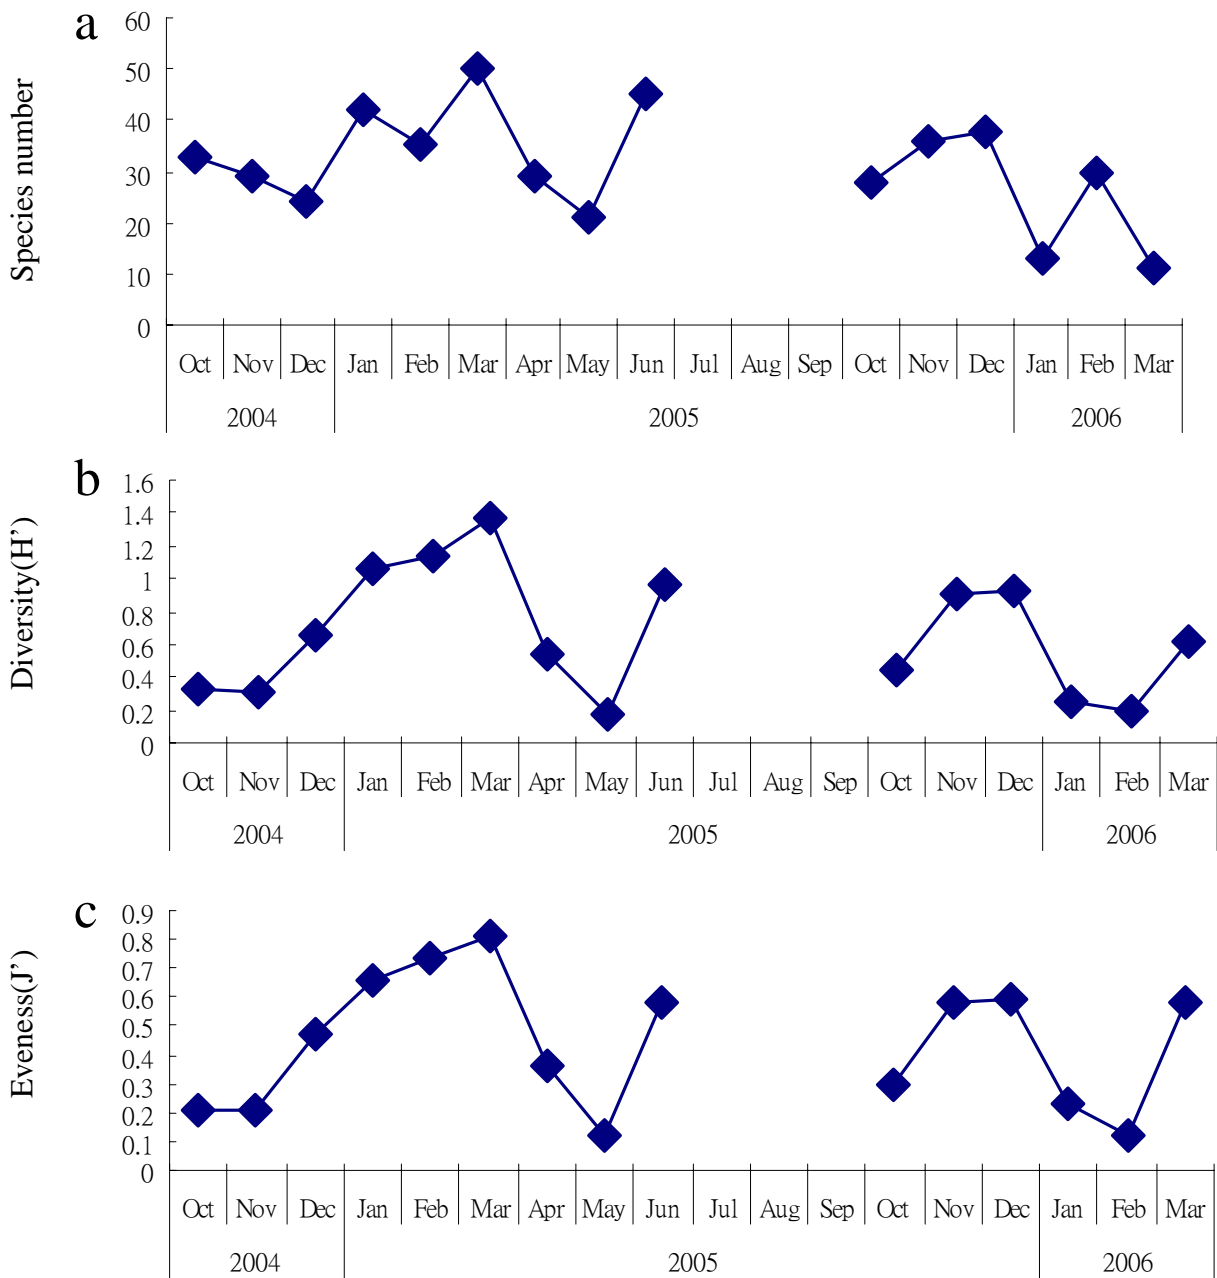 a
Species number
60
50
40
30
20
10
0
Oct Nov Dec Jan Feb Mar Apr May Jun Jul Aug Sep Oct Nov Dec Jan Feb Mar
2004 2005 2006
b
Diversity(H’)
1.6
1.4
1.2
1
0.8
0.6
0.4
0.2
0
Oct Nov Dec Jan Feb Mar Apr May Jun Jul Aug Sep Oct Nov Dec Jan Feb Mar
2004 2005 2006
c
Eveness(J’)
0.9
0.8
0.7
0.6
0.5
0.4
0.3
0.2
0.1
0
Oct Nov Dec Jan Feb Mar Apr May Jun Jul Aug Sep Oct Nov Dec Jan Feb Mar
2004 2005 2006